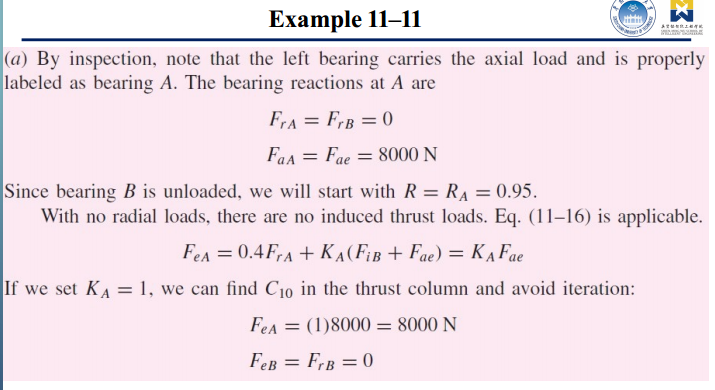 Example 11–11
(a) By inspection, note that the left bearing carries the axial load and is properly
labeled as bearing A. The bearing reactions at A are
F_{rA} = F_{rB} = 0
F_{aA} = F_{ae} = 8000 N
Since bearing B is unloaded, we will start with R = R_A = 0.95.
With no radial loads, there are no induced thrust loads. Eq. (11–16) is applicable.
F_{eA} = 0.4F_{rA} + K_A(F_{iB} + F_{ae}) = K_A F_{ae}
If we set K_A = 1, we can find C_{10} in the thrust column and avoid iteration:
F_{eA} = (1)8000 = 8000 N
F_{eB} = F_{rB} = 0